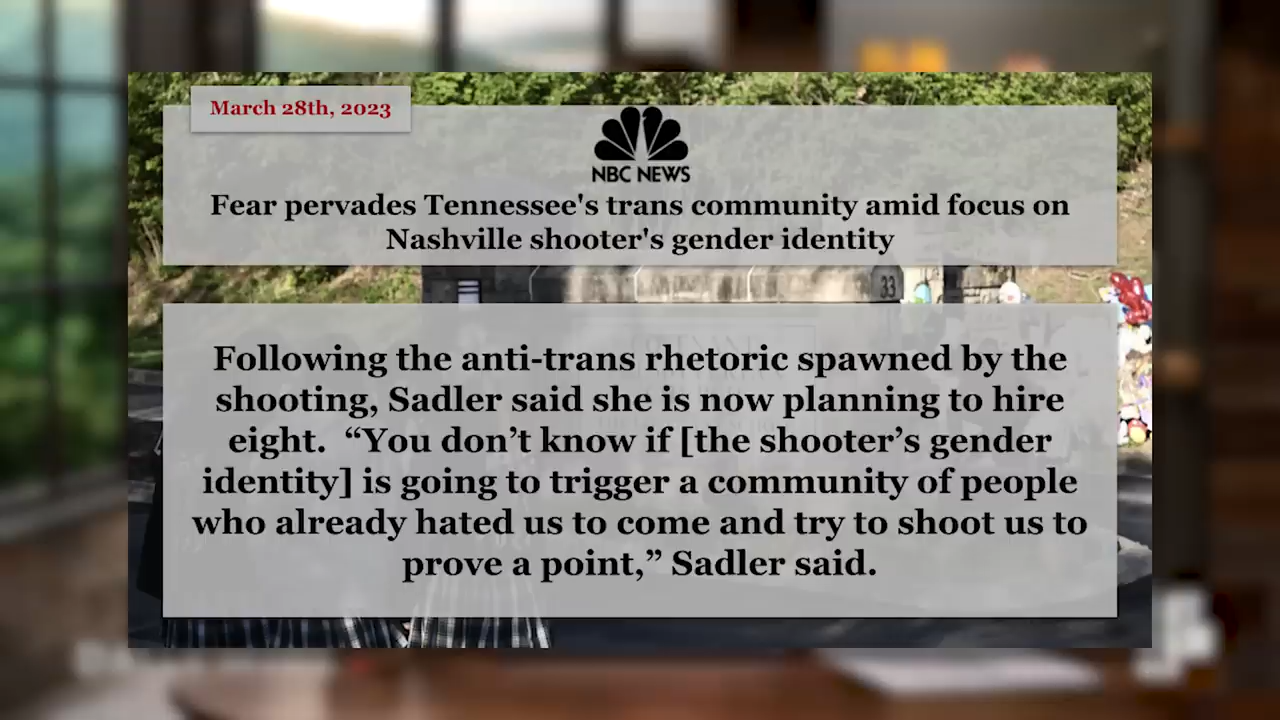 March 28th, 2023
NBC NEWS
Fear pervades Tennessee's trans community amid focus on
Nashville shooter's gender identity
33
Following the anti-trans rhetoric spawned by the
shooting, Sadler said she is now planning to hire
eight.  “You don’t know if [the shooter’s gender
identity] is going to trigger a community of people
who already hated us to come and try to shoot us to
prove a point,” Sadler said.